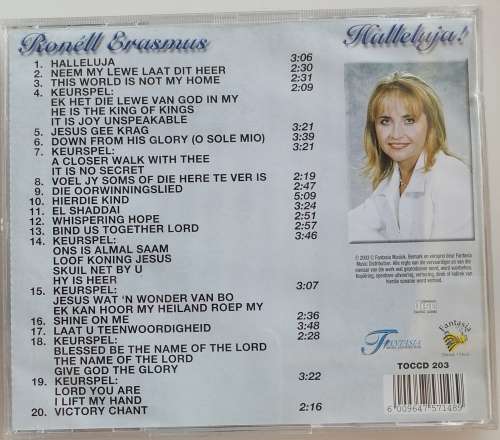 Ronéll Erasmus
Halleluja!
1. HALLELUJA 3:06
2. NEEM MY LEWE LAAT DIT HEER 2:30
3. THIS WORLD IS NOT MY HOME 2:31
4. KEURSPEL: 2:09
EK HET DIE LEWE VAN GOD IN MY
HE IS THE KING OF KINGS
IT IS JOY UNSPEAKABLE
5. JESUS GEE KRAG 3:21
6. DOWN FROM HIS GLORY (O SOLE MIO) 3:39
7. KEURSPEL: 3:21
A CLOSER WALK WITH THEE
IT IS NO SECRET
8. VOEL JY SOMS OF DIE HERE TE VER IS 2:19
9. DIE OORWINNINGSLIED 2:47
10. HIERDIE KIND 5:09
11. EL SHADDAI 3:24
12. WHISPERING HOPE 2:51
13. BIND US TOGETHER LORD 2:57
14. KEURSPEL: 3:46
ONS IS ALMAL SAAM
LOOF KONING JESUS
SKUIL NET BY U
HY IS HEER
15. KEURSPEL: 3:07
JESUS WAT 'N WONDER VAN BO
EK KAN HOOR MY HEILAND ROEP MY
16. SHINE ON ME 2:36
17. LAAT U TEENWOORDIGHEID 3:48
18. KEURSPEL: 2:28
BLESSED BE THE NAME OF THE LORD
THE NAME OF THE LORD
GIVE GOD THE GLORY
19. KEURSPEL: 3:22
LORD YOU ARE
I LIFT MY HAND
20. VICTORY CHANT 2:16
Fantasia
Fantasia
TOCCD 203
6 009647 571489